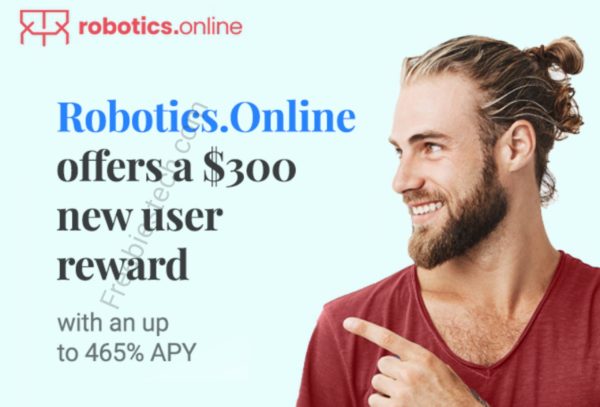 robotics.online
Robotics.Online
offers a $300
new user
reward
with an up
to 465% APY